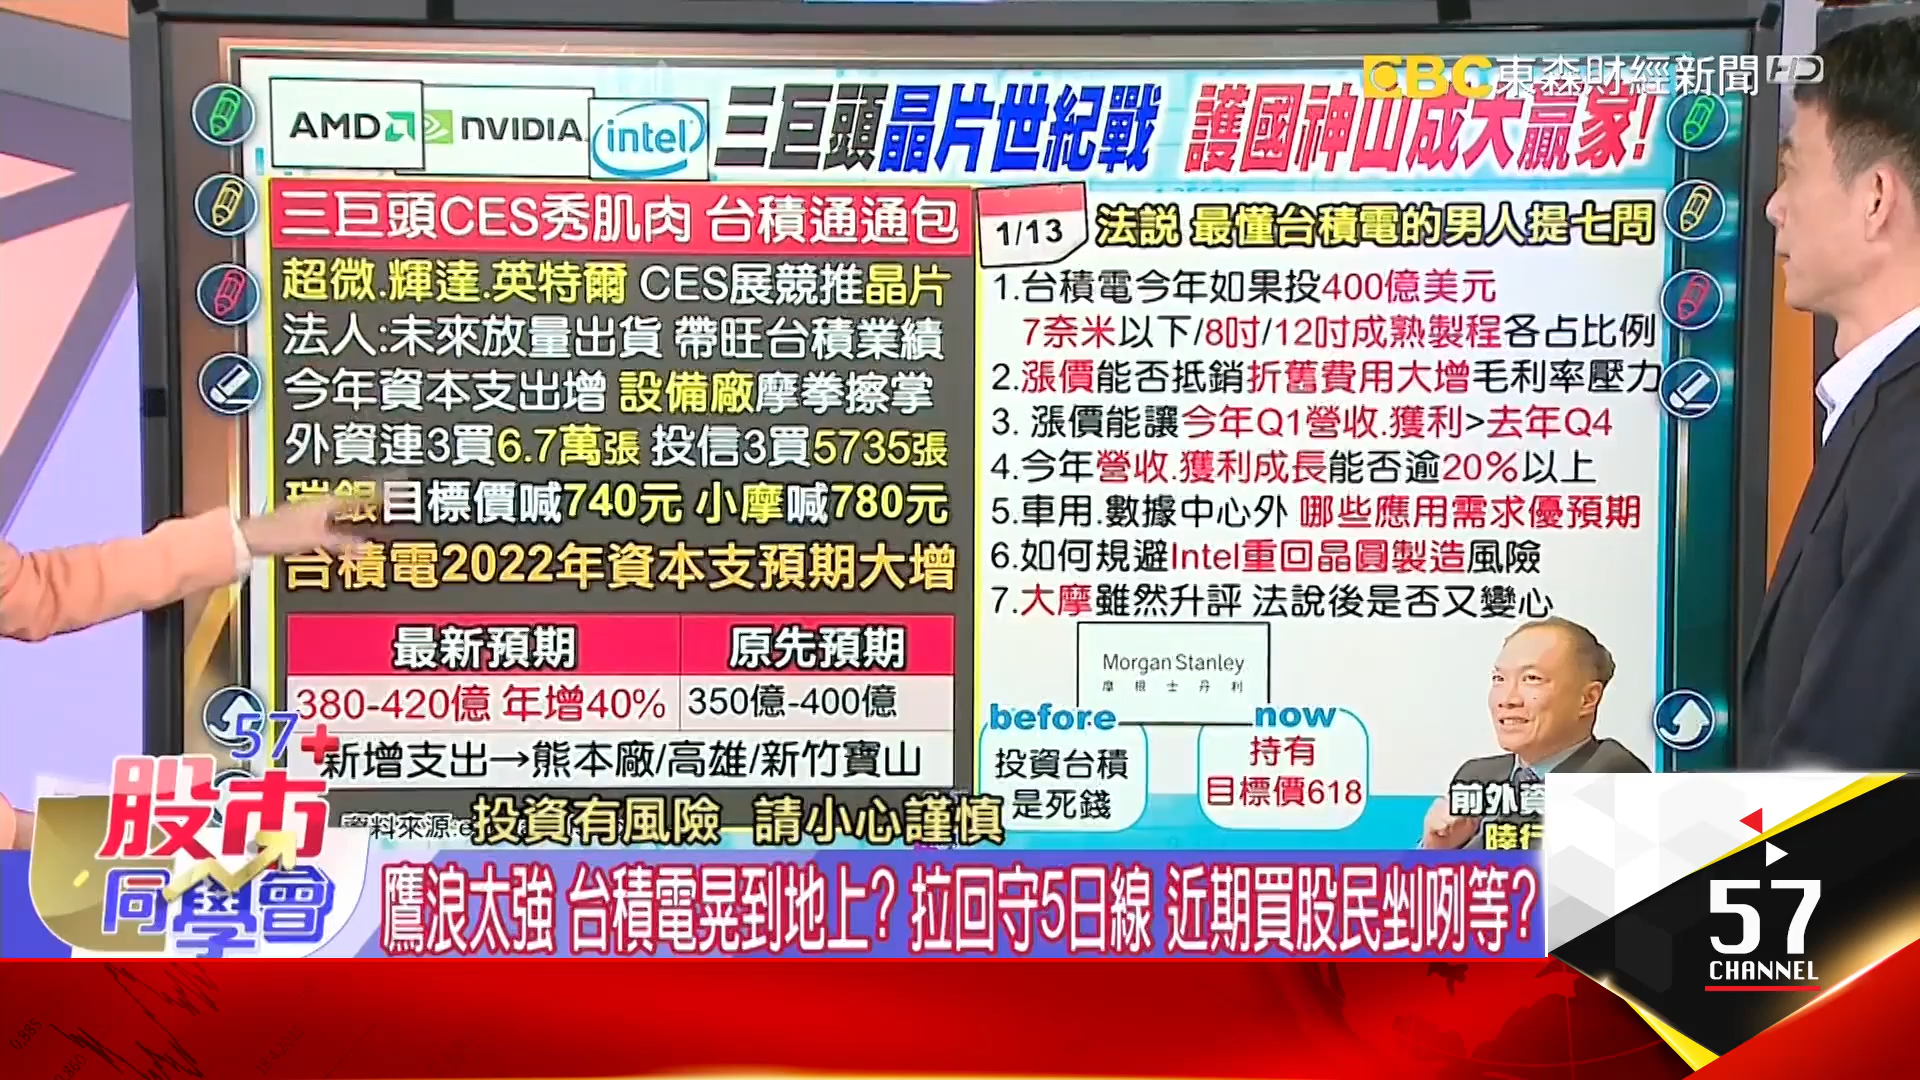 EBC 東森財經新聞 HD
AMD NVIDIA intel 三巨頭晶片世紀戰 護國神山成大贏家!
三巨頭CES秀肌肉 台積通通包
超微.輝達.英特爾 CES展競推晶片
法人:未來放量出貨 帶旺台積業績
今年資本支出增 設備廠摩拳擦掌
外資連3買6.7萬張 投信3買5735張
瑞銀目標價喊740元 小摩喊780元
台積電2022年資本支預期大增
最新預期 原先預期
380-420億 年增40% 350億-400億
新增支出→熊本廠/高雄/新竹寶山
資料來源:
1/13 法説 最懂台積電的男人提七問
1.台積電今年如果投400億美元
7奈米以下/8吋/12吋成熟製程各占比例
2.漲價能否抵銷折舊費用大增毛利率壓力
3. 漲價能讓今年Q1營收.獲利>去年Q4
4.今年營收.獲利成長能否逾20%以上
5.車用.數據中心外 哪些應用需求優預期
6.如何規避Intel重回晶圓製造風險
7.大摩雖然升評 法說後是否又變心
Morgan Stanley
摩根士丹利
before
投資台積
是死錢
now
持有
目標價618
前外資
陸行
投資有風險 請小心謹慎
57+
股市
同學會
鷹浪太強 台積電晃到地上? 拉回守5日線 近期買股民剉咧等?
57
CHANNEL